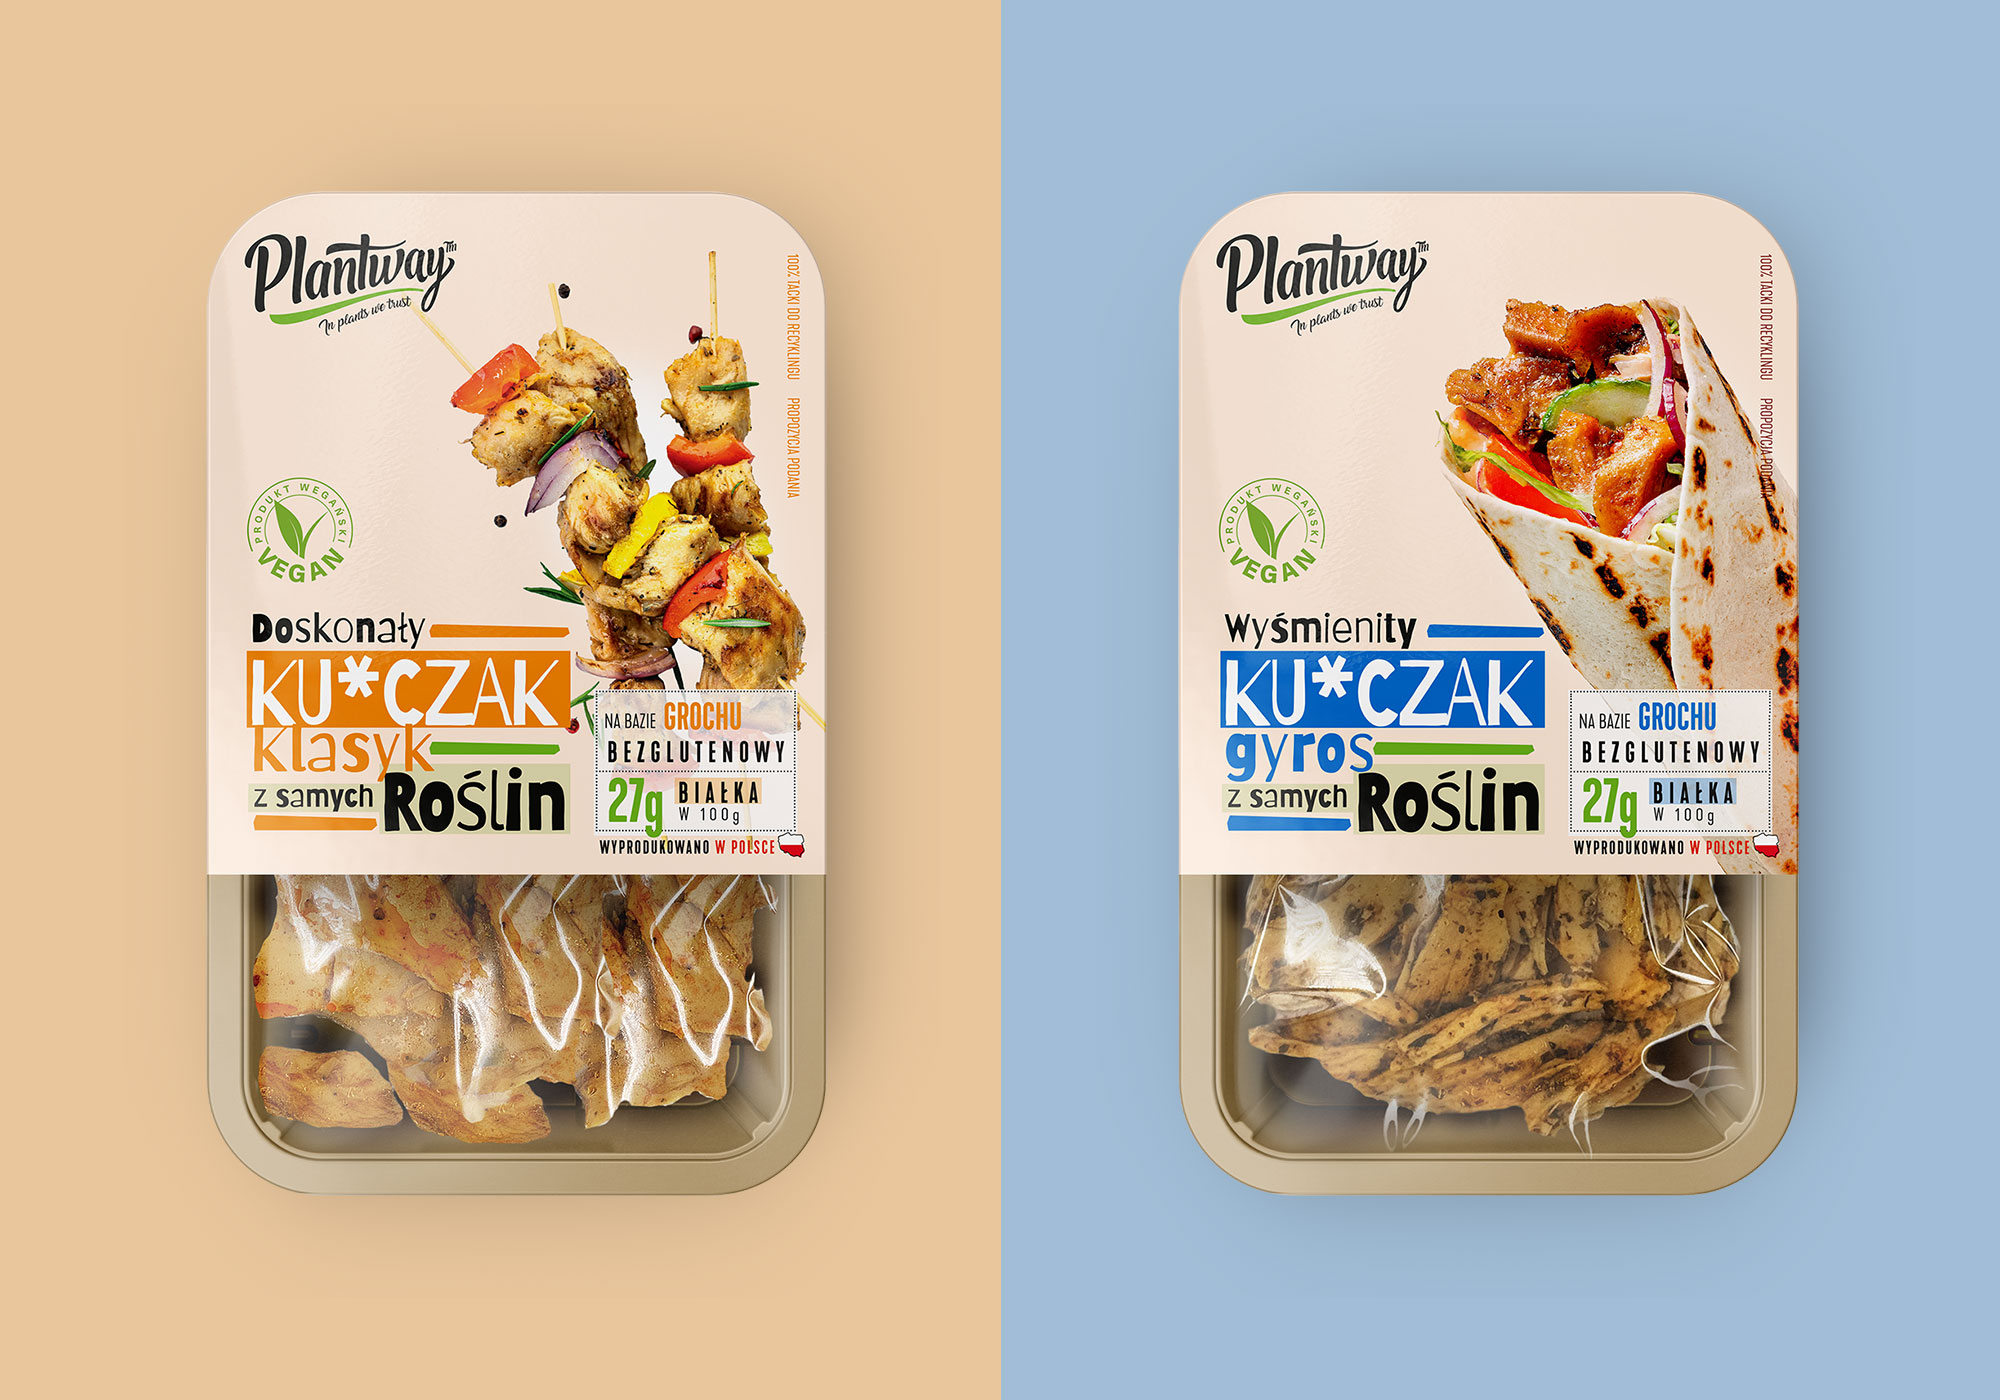 Plantway™
In plants we trust
100% TACKI DO RECYKLINGU PROPOZYCJA PODANIA
PRODUKT WEGAŃSKI
VEGAN
Doskonały
KU*CZAK
klasyk
z samych Roślin
NA BAZIE GROCHU
BEZGLUTENOWY
27g BIAŁKA
W 100g
WYPRODUKOWANO W POLSCE
Plantway™
In plants we trust
100% TACKI DO RECYKLINGU PROPOZYCJA PODANIA
PRODUKT WEGAŃSKI
VEGAN
Wyśmienity
KU*CZAK
gyros
z samych Roślin
NA BAZIE GROCHU
BEZGLUTENOWY
27g BIAŁKA
W 100g
WYPRODUKOWANO W POLSCE